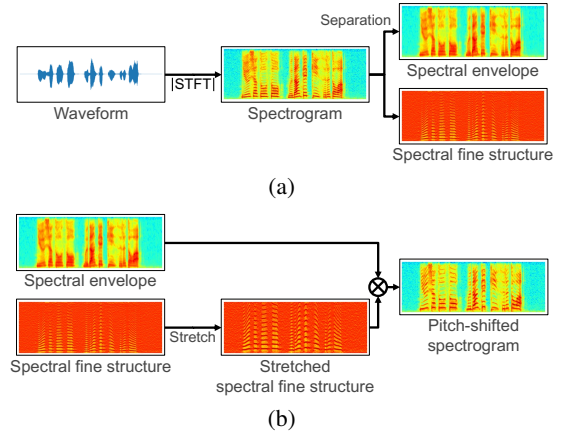 Separation
|STFT|
Waveform
Spectrogram
Spectral envelope
Spectral fine structure
(a)
Spectral envelope
Stretch
Spectral fine structure
Stretched
spectral fine structure
Pitch-shifted
spectrogram
(b)